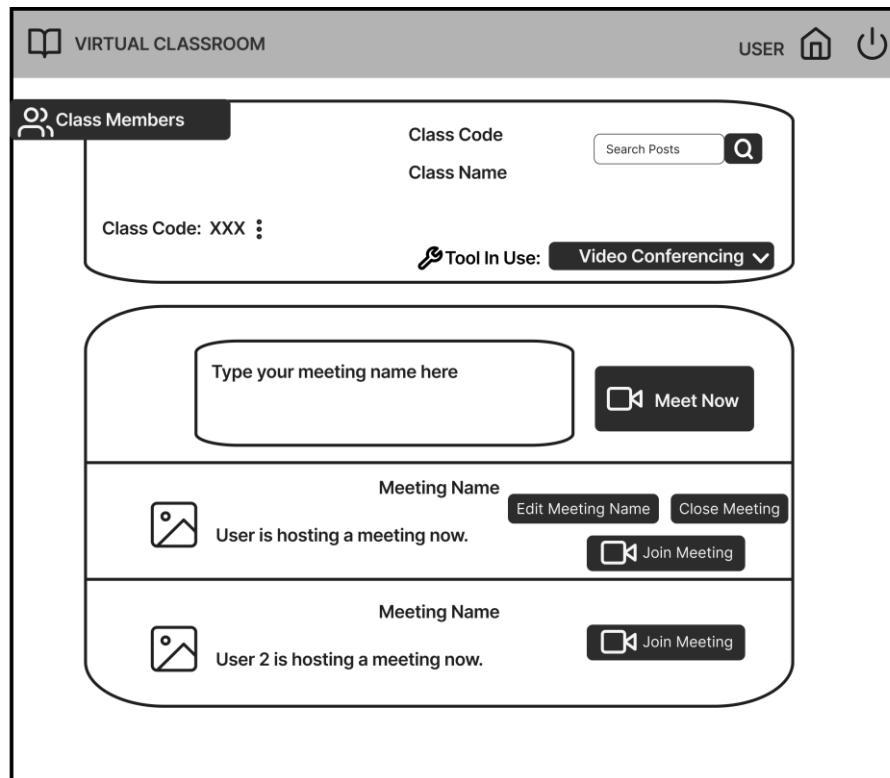 VIRTUAL CLASSROOM
USER
Class Members
Class Code
Class Name
Search Posts
Class Code: XXX
Tool In Use:
Video Conferencing
Type your meeting name here
Meet Now
Meeting Name
Edit Meeting Name
Close Meeting
User is hosting a meeting now.
Join Meeting
Meeting Name
User 2 is hosting a meeting now.
Join Meeting